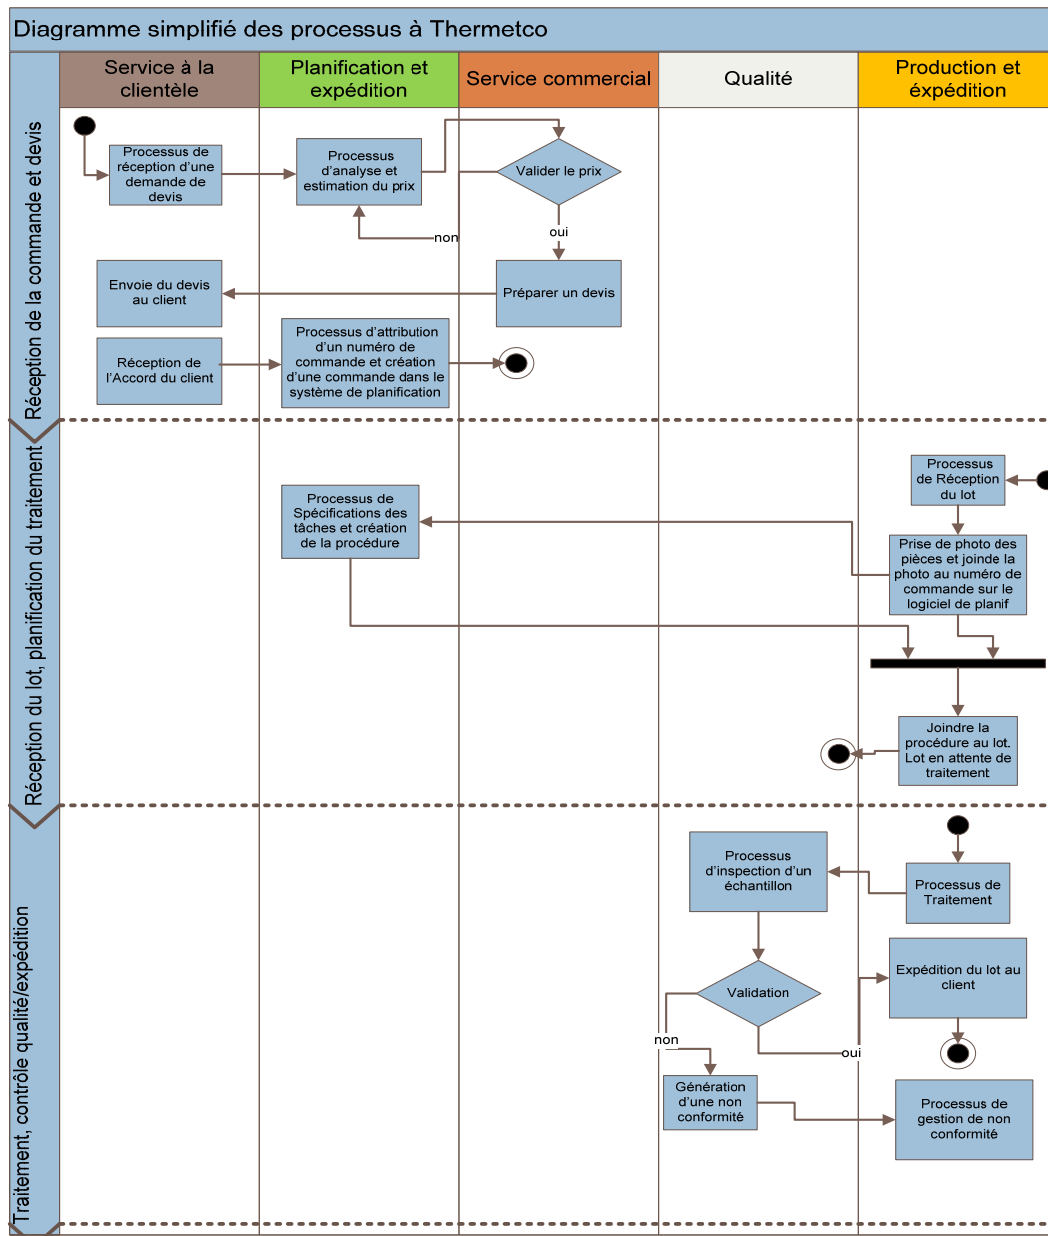 Diagramme simplifié des processus à Thermetco
Service à la
clientèle
Planification et
expédition
Service commercial
Qualité
Production et
éxpédition
Réception de la commande et devis
Processus de
réception d'une
demande de
devis
Processus
d'analyse et
estimation du prix
Valider le prix
non
oui
Envoie du devis
au client
Préparer un devis
Réception de
l'Accord du client
Processus d'attribution
d'un numéro de
commande et création
d'une commande dans le
système de planification
Réception du lot, planification du traitement
Processus
de Réception
du lot
Processus de
Spécifications des
tâches et création
de la procédure
Prise de photo des
pièces et joinde la
photo au numéro de
commande sur le
logiciel de planif
Joindre la
procédure au lot.
Lot en attente de
traitement
Traitement, contrôle qualité/expédition
Processus
d'inspection d'un
échantillon
Processus de
Traitement
Validation
Expédition du lot au
client
non
oui
Génération
d'une non
conformité
Processus de
gestion de non
conformité